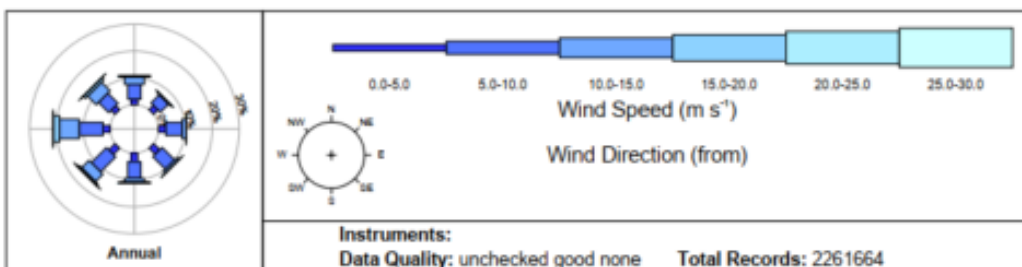 10%
20%
30%
Annual
0.0-5.0 5.0-10.0 10.0-15.0 15.0-20.0 20.0-25.0 25.0-30.0
Wind Speed (m s⁻¹)
Wind Direction (from)
N
NW NE
W E
SW SE
S
Instruments:
Data Quality: unchecked good none Total Records: 2261664